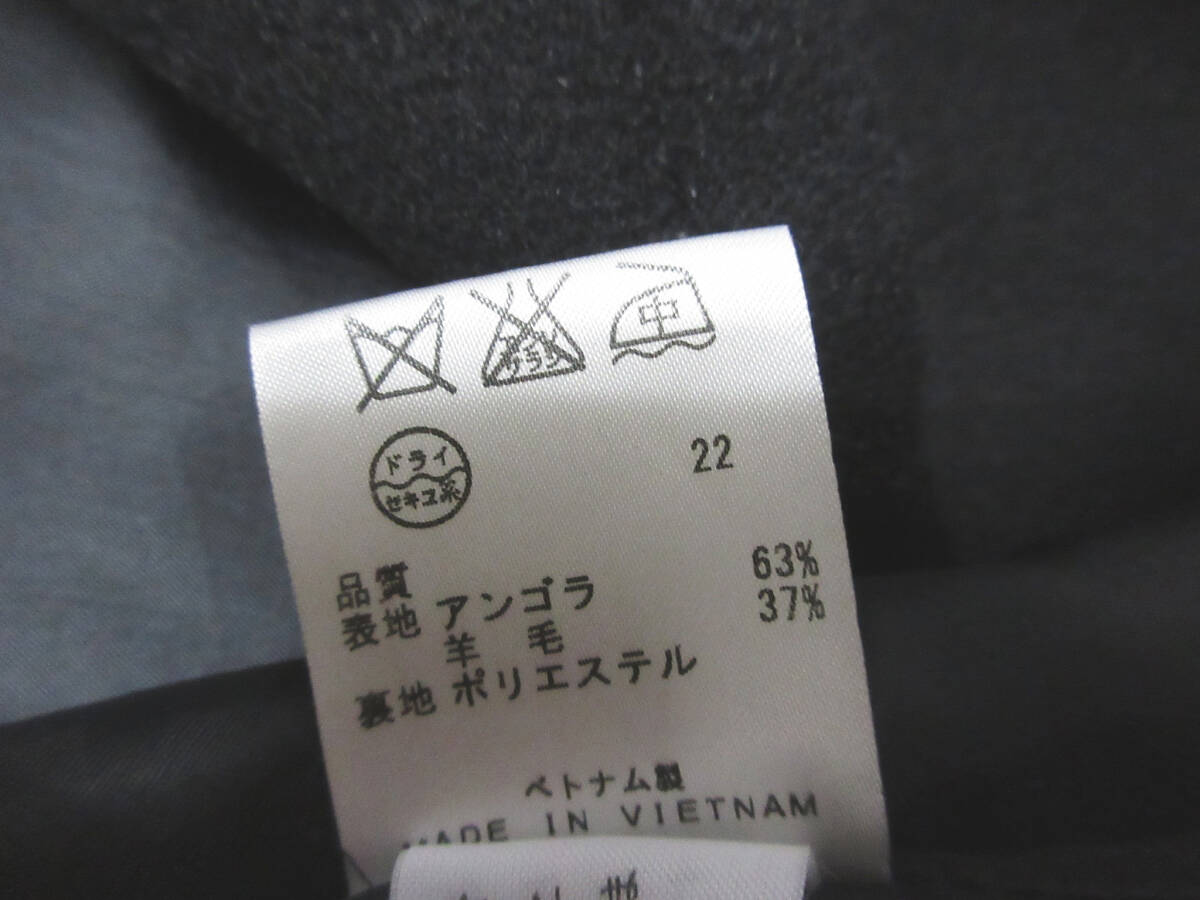 中
ドライ
セキユ系
22
品質
表地 アンゴラ 63%
羊毛 37%
裏地 ポリエステル
ベトナム製
MADE IN VIETNAM